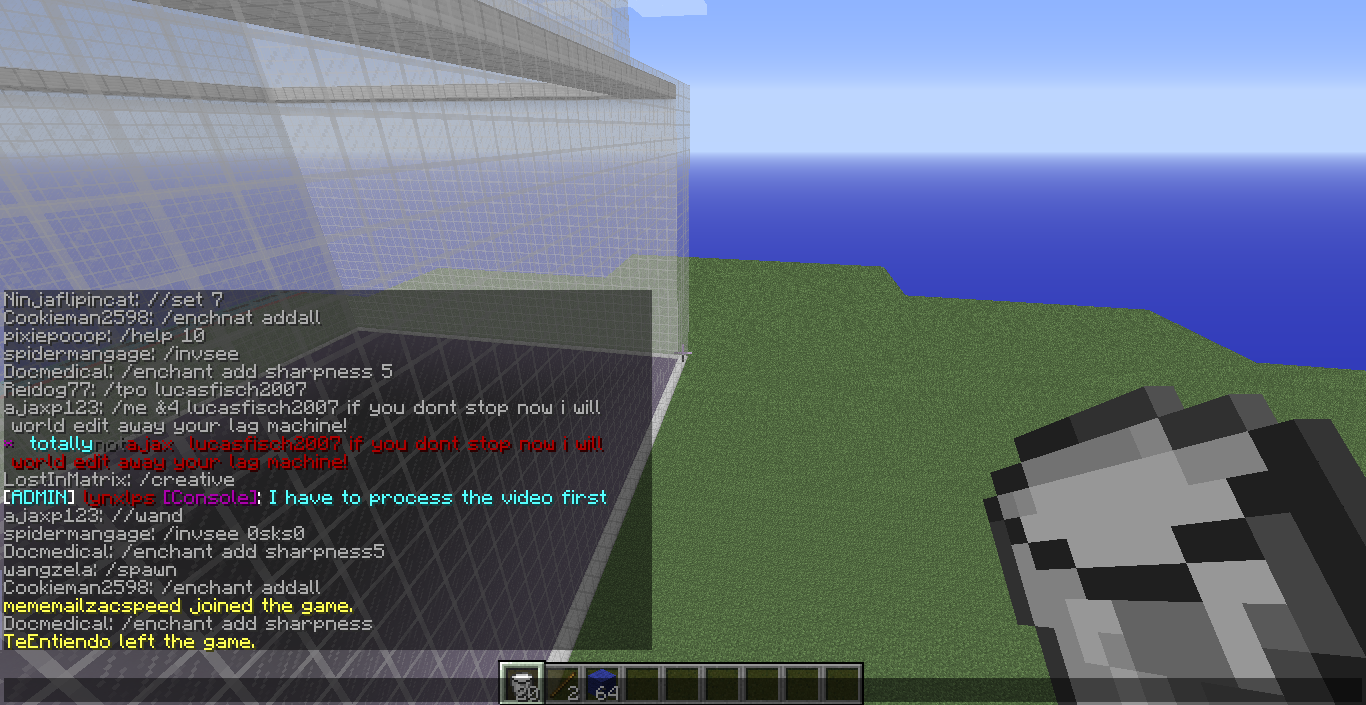 Ninjaflipincat: //set 7
Cookieman2598: /enchnat addall
pixiepooop: /help 10
spidermangage: /invsee
Docmedical: /enchant add sharpness 5
Reidog77: /tpo lucasfisch2007
ajaxp123: /me &4 lucasfisch2007 if you dont stop now i will
world edit away your lag machine!
* totallynotajax lucasfisch2007 if you dont stop now i will
world edit away your lag machine!
LostInMatrix: /creative
[ADMIN] lynxlps [Console]: I have to process the video first
ajaxp123: //wand
spidermangage: /invsee 0sks0
Docmedical: /enchant add sharpness5
wangzela: /spawn
Cookieman2598: /enchant addall
mememailzacspeed joined the game.
Docmedical: /enchant add sharpness
TeEntiendo left the game.
20 2 64